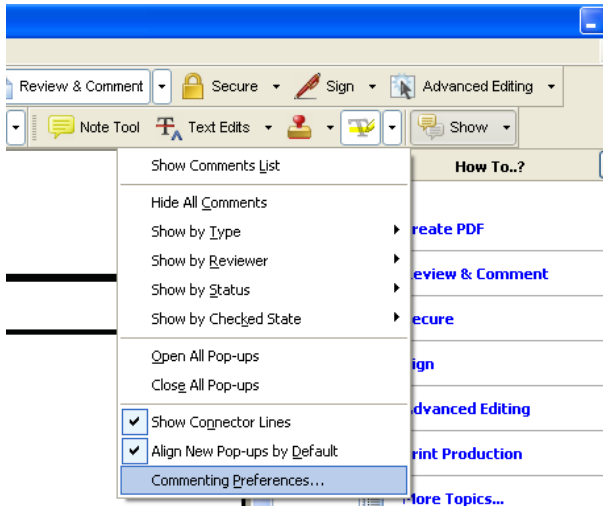 Review & Comment Secure Sign Advanced Editing
Note Tool Text Edits Show
Show Comments List
How To..?
Hide All Comments
Show by Type
reate PDF
Show by Reviewer
eview & Comment
Show by Status
Show by Checked State
ecure
Open All Pop-ups
ign
Close All Pop-ups
dvanced Editing
Show Connector Lines
Align New Pop-ups by Default
rint Production
Commenting Preferences...
More Topics...